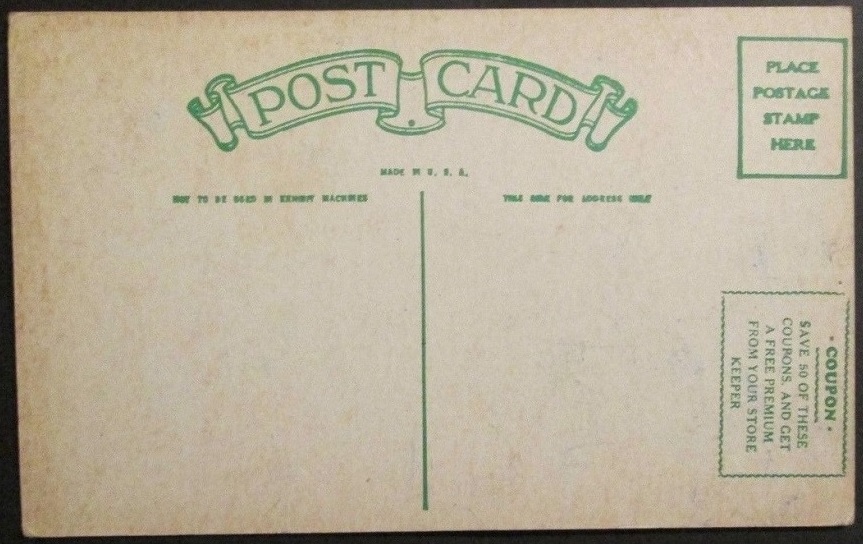 POST CARD
PLACE
POSTAGE
STAMP
HERE
MADE IN U. S. A.
NOT TO BE USED IN EXHIBIT MACHINES
THIS SIDE FOR ADDRESS ONLY
• COUPON •
SAVE 50 OF THESE
COUPONS, AND GET
A FREE PREMIUM
FROM YOUR STORE
KEEPER